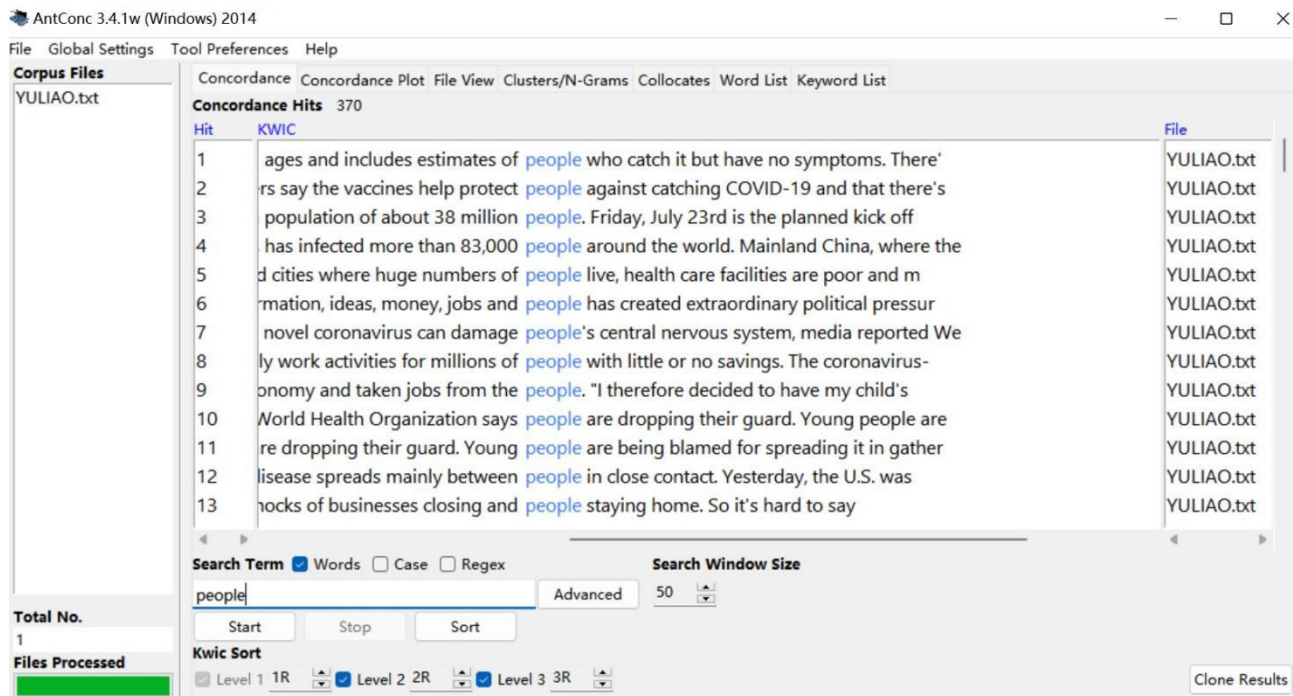 AntConc 3.4.1w (Windows) 2014
File Global Settings Tool Preferences Help
Corpus Files
YULIAO.txt
Concordance Concordance Plot File View Clusters/N-Grams Collocates Word List Keyword List
Concordance Hits 370
Hit KWIC File
1 ages and includes estimates of people who catch it but have no symptoms. There' YULIAO.txt
2 rs say the vaccines help protect people against catching COVID-19 and that there's YULIAO.txt
3 population of about 38 million people. Friday, July 23rd is the planned kick off YULIAO.txt
4 has infected more than 83,000 people around the world. Mainland China, where the YULIAO.txt
5 d cities where huge numbers of people live, health care facilities are poor and m YULIAO.txt
6 rmation, ideas, money, jobs and people has created extraordinary political pressur YULIAO.txt
7 novel coronavirus can damage people's central nervous system, media reported We YULIAO.txt
8 ly work activities for millions of people with little or no savings. The coronavirus- YULIAO.txt
9 onomy and taken jobs from the people. "I therefore decided to have my child's YULIAO.txt
10 World Health Organization says people are dropping their guard. Young people are YULIAO.txt
11 re dropping their guard. Young people are being blamed for spreading it in gather YULIAO.txt
12 disease spreads mainly between people in close contact. Yesterday, the U.S. was YULIAO.txt
13 hocks of businesses closing and people staying home. So it's hard to say YULIAO.txt
Search Term Words Case Regex Search Window Size
people Advanced 50
Total No.
1
Start Stop Sort
Files Processed
Kwic Sort
Level 1 1R Level 2 2R Level 3 3R Clone Results